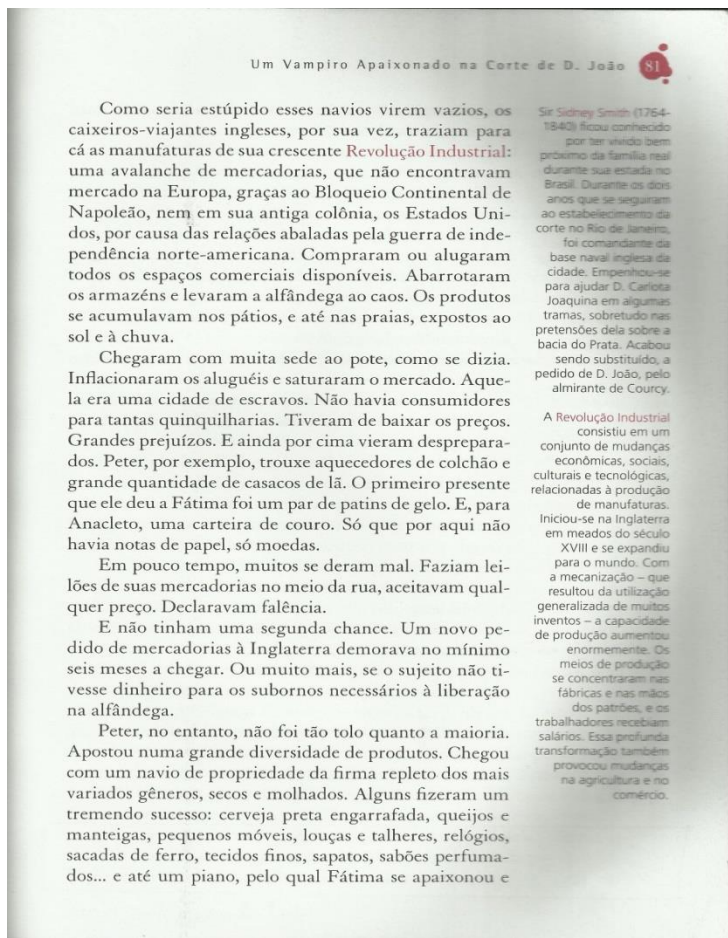 Um Vampiro Apaixonado na Corte de D. João 81
Como seria estúpido esses navios virem vazios, os
caixeiros-viajantes ingleses, por sua vez, traziam para
cá as manufaturas de sua crescente Revolução Industrial:
uma avalanche de mercadorias, que não encontravam
mercado na Europa, graças ao Bloqueio Continental de
Napoleão, nem em sua antiga colônia, os Estados Uni-
dos, por causa das relações abaladas pela guerra de inde-
pendência norte-americana. Compraram ou alugaram
todos os espaços comerciais disponíveis. Abarrotaram
os armazéns e levaram a alfândega ao caos. Os produtos
se acumulavam nos pátios, e até nas praias, expostos ao
sol e à chuva.
Chegaram com muita sede ao pote, como se dizia.
Inflacionaram os aluguéis e saturaram o mercado. Aque-
la era uma cidade de escravos. Não havia consumidores
para tantas quinquilharias. Tiveram de baixar os preços.
Grandes prejuízos. E ainda por cima vieram desprepara-
dos. Peter, por exemplo, trouxe aquecedores de colchão e
grande quantidade de casacos de lã. O primeiro presente
que ele deu a Fátima foi um par de patins de gelo. E, para
Anacleto, uma carteira de couro. Só que por aqui não
havia notas de papel, só moedas.
Em pouco tempo, muitos se deram mal. Faziam lei-
lões de suas mercadorias no meio da rua, aceitavam qual-
quer preço. Declaravam falência.
E não tinham uma segunda chance. Um novo pe-
dido de mercadorias à Inglaterra demorava no mínimo
seis meses a chegar. Ou muito mais, se o sujeito não ti-
vesse dinheiro para os subornos necessários à liberação
na alfândega.
Peter, no entanto, não foi tão tolo quanto a maioria.
Apostou numa grande diversidade de produtos. Chegou
com um navio de propriedade da firma repleto dos mais
variados gêneros, secos e molhados. Alguns fizeram um
tremendo sucesso: cerveja preta engarrafada, queijos e
manteigas, pequenos móveis, louças e talheres, relógios,
sacadas de ferro, tecidos finos, sapatos, sabões perfuma-
dos... e até um piano, pelo qual Fátima se apaixonou e
Sir Sidney Smith (1764-
1840) ficou conhecido
por ter vivido bem
próximo da família real
durante sua estada no
Brasil. Durante os dois
anos que se seguiram
ao estabelecimento da
corte no Rio de Janeiro,
foi comandante da
base naval inglesa da
cidade. Empenhou-se
para ajudar D. Carlota
Joaquina em algumas
tramas, sobretudo nas
pretensões dela sobre a
bacia do Prata. Acabou
sendo substituído, a
pedido de D. João, pelo
almirante de Courcy.
A Revolução Industrial
consistiu em um
conjunto de mudanças
econômicas, sociais,
culturais e tecnológicas,
relacionadas à produção
de manufaturas.
Iniciou-se na Inglaterra
em meados do século
XVIII e se expandiu
para o mundo. Com
a mecanização – que
resultou da utilização
generalizada de muitos
inventos – a capacidade
de produção aumentou
enormemente. Os
meios de produção
se concentraram nas
fábricas e nas mãos
dos patrões, e os
trabalhadores recebiam
salários. Essa profunda
transformação também
provocou mudanças
na agricultura e no
comércio.